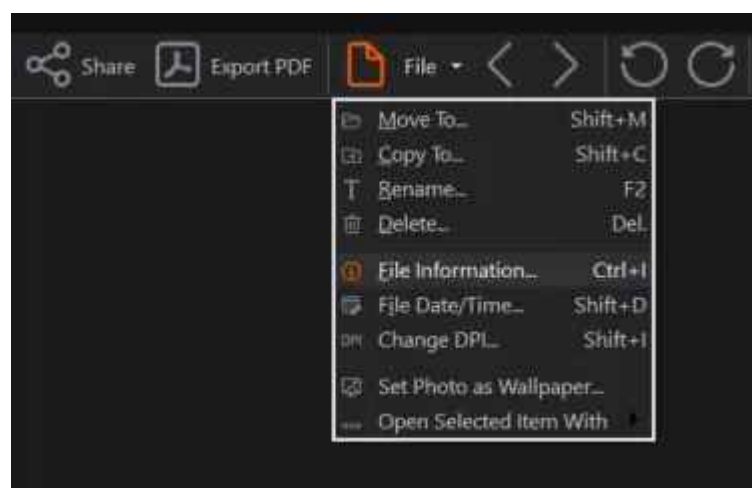 Share Export PDF File
Move To... Shift+M
Copy To... Shift+C
Rename... F2
Delete... Del.
File Information... Ctrl+I
File Date/Time... Shift+D
DPI Change DPI... Shift+I
Set Photo as Wallpaper...
Open Selected Item With